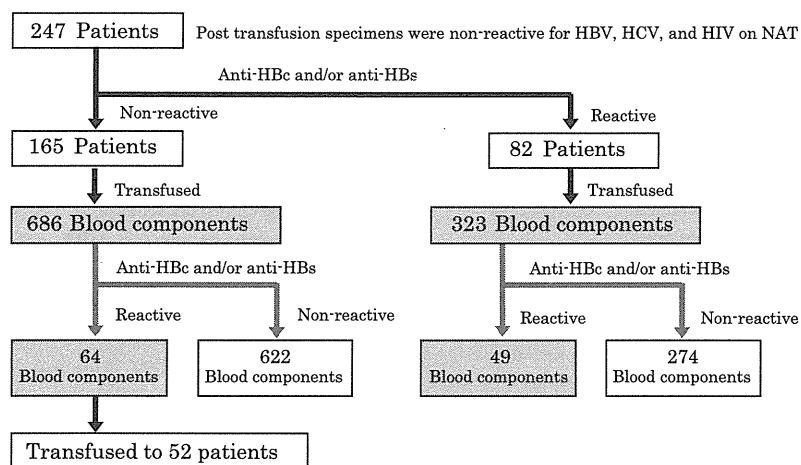 247 Patients
Post transfusion specimens were non-reactive for HBV, HCV, and HIV on NAT
Anti-HBc and/or anti-HBs
Non-reactive
Reactive
165 Patients
82 Patients
Transfused
Transfused
686 Blood components
323 Blood components
Anti-HBc and/or anti-HBs
Anti-HBc and/or anti-HBs
Reactive
Non-reactive
Reactive
Non-reactive
64
Blood components
622
Blood components
49
Blood components
274
Blood components
Transfused to 52 patients